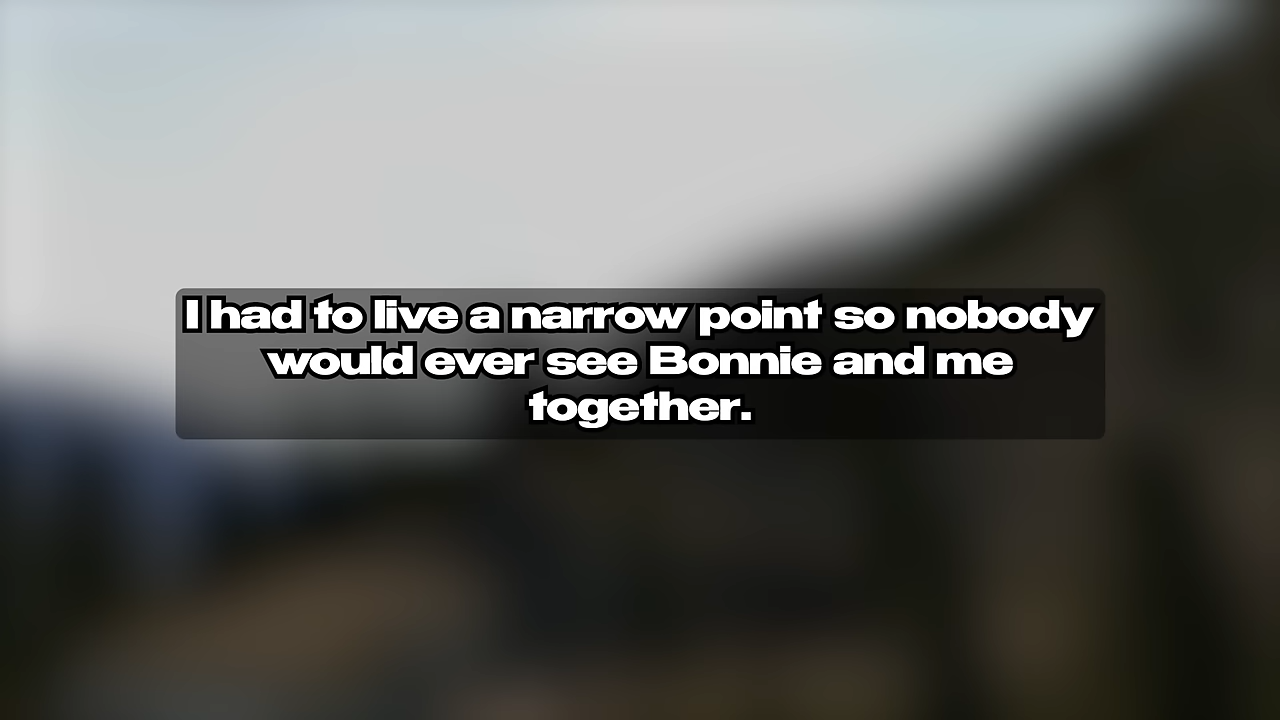 I had to live a narrow point so nobody
would ever see Bonnie and me
together.